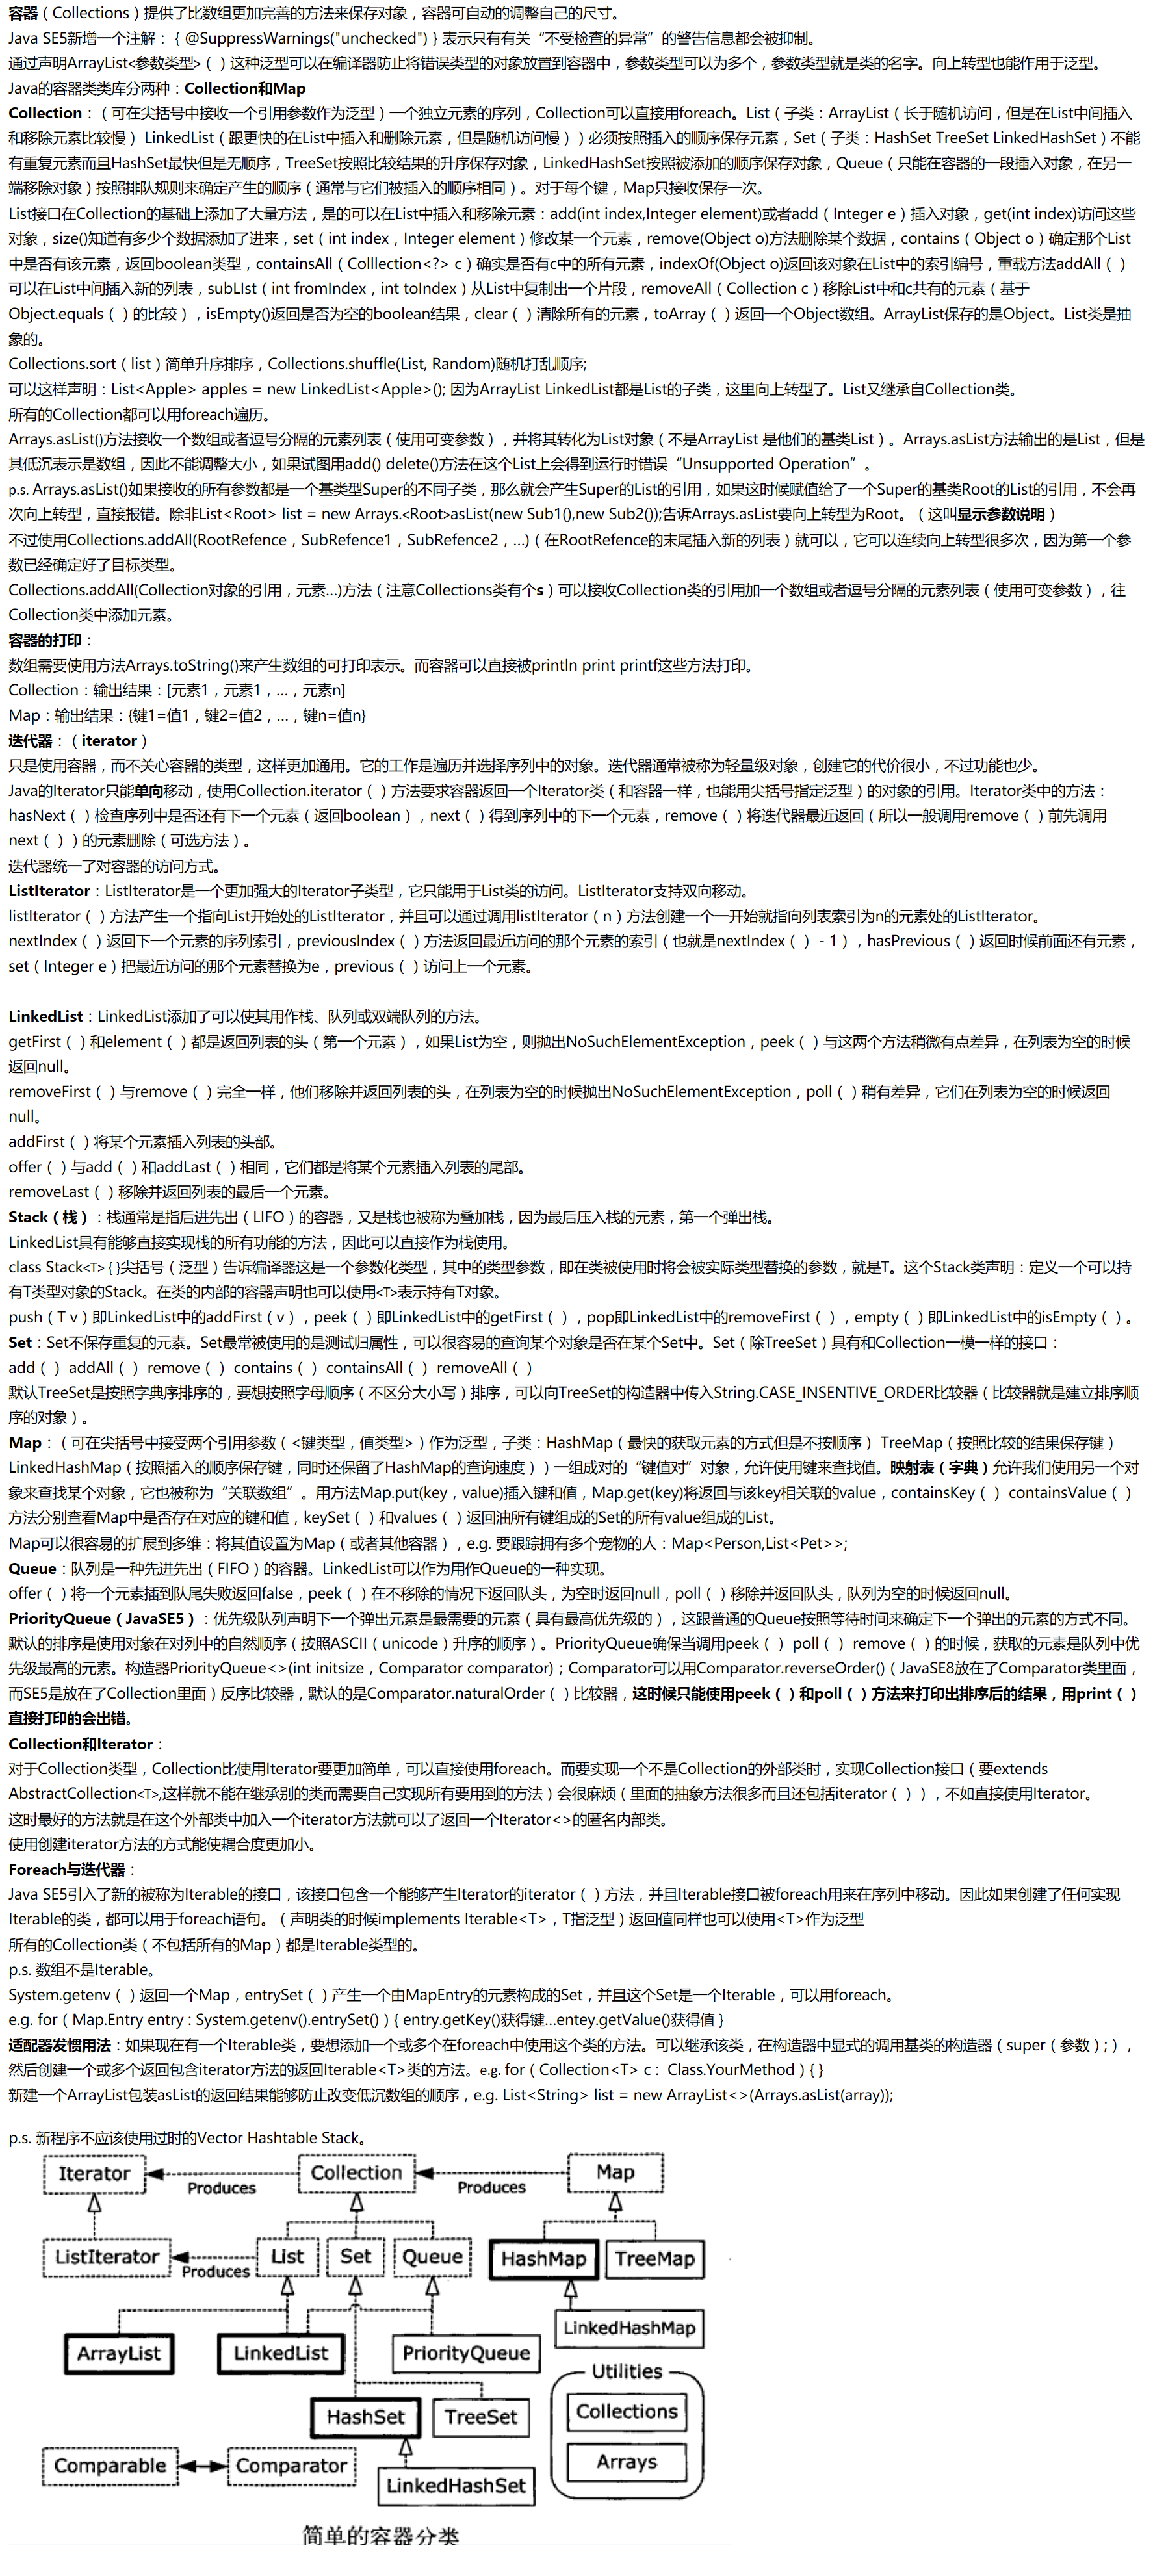 容器（Collections）提供了比数组更加完善的方法来保存对象，容器可自动的调整自己的尺寸。
Java SE5新增一个注解：{ @SuppressWarnings("unchecked") } 表示只有有关“不受检查的异常”的警告信息都会被抑制。
通过声明ArrayList<参数类型>（ ）这种泛型可以在编译器防止将错误类型的对象放置到容器中，参数类型可以为多个，参数类型就是类的名字。向上转型也能作用于泛型。
Java的容器类类库分两种：Collection和Map
Collection：（可在尖括号中接收一个引用参数作为泛型）一个独立元素的序列，Collection可以直接用foreach。List（子类：ArrayList（长于随机访问，但是在List中间插入
和移除元素比较慢）LinkedList（跟更快的在List中插入和删除元素，但是随机访问慢））必须按照插入的顺序保存元素，Set（子类：HashSet TreeSet LinkedHashSet）不能
有重复元素而且HashSet最快但是无顺序，TreeSet按照比较结果的升序保存对象，LinkedHashSet按照被添加的顺序保存对象，Queue（只能在容器的一段插入对象，在另一
端移除对象）按照排队规则来确定产生的顺序（通常与它们被插入的顺序相同）。对于每个键，Map只接收保存一次。
List接口在Collection的基础上添加了大量方法，是的可以在List中插入和移除元素：add(int index,Integer element)或者add（Integer e）插入对象，get(int index)访问这些
对象，size()知道有多少个数据添加了进来，set（int index，Integer element）修改某一个元素，remove(Object o)方法删除某个数据，contains（Object o）确定那个List
中是否有该元素，返回boolean类型，containsAll（Colllection<?> c）确实是否有c中的所有元素，indexOf(Object o)返回该对象在List中的索引编号，重载方法addAll（ ）
可以在List中间插入新的列表，subLIst（int fromIndex，int toIndex）从List中复制出一个片段，removeAll（Collection c）移除List中和c共有的元素（基于
Object.equals（ ）的比较），isEmpty()返回是否为空的boolean结果，clear（ ）清除所有的元素，toArray（ ）返回一个Object数组。ArrayList保存的是Object。List类是抽
象的。
Collections.sort（list）简单升序排序，Collections.shuffle(List, Random)随机打乱顺序;
可以这样声明：List<Apple> apples = new LinkedList<Apple>(); 因为ArrayList LinkedList都是List的子类，这里向上转型了。List又继承自Collection类。
所有的Collection都可以用foreach遍历。
Arrays.asList()方法接收一个数组或者逗号分隔的元素列表（使用可变参数），并将其转化为List对象（不是ArrayList 是他们的基类List）。Arrays.asList方法输出的是List，但是
其低沉表示是数组，因此不能调整大小，如果试图用add() delete()方法在这个List上会得到运行时错误“Unsupported Operation”。
p.s. Arrays.asList()如果接收的所有参数都是一个基类型Super的不同子类，那么就会产生Super的List的引用，如果这时候赋值给了一个Super的基类Root的List的引用，不会再
次向上转型，直接报错。除非List<Root> list = new Arrays.<Root>asList(new Sub1(),new Sub2());告诉Arrays.asList要向上转型为Root。（这叫显示参数说明）
不过使用Collections.addAll(RootRefence，SubRefence1，SubRefence2，...)（在RootRefence的末尾插入新的列表）就可以，它可以连续向上转型很多次，因为第一个参
数已经确定好了目标类型。
Collections.addAll(Collection对象的引用，元素...)方法（注意Collections类有个s）可以接收Collection类的引用加一个数组或者逗号分隔的元素列表（使用可变参数），往
Collection类中添加元素。
容器的打印：
数组需要使用方法Arrays.toString()来产生数组的可打印表示。而容器可以直接被println print printf这些方法打印。
Collection：输出结果：[元素1，元素1，...，元素n]
Map：输出结果：{键1=值1，键2=值2，...，键n=值n}
迭代器：（iterator）
只是使用容器，而不关心容器的类型，这样更加通用。它的工作是遍历并选择序列中的对象。迭代器通常被称为轻量级对象，创建它的代价很小，不过功能也少。
Java的Iterator只能单向移动，使用Collection.iterator（ ）方法要求容器返回一个Iterator类（和容器一样，也能用尖括号指定泛型）的对象的引用。Iterator类中的方法：
hasNext（ ）检查序列中是否还有下一个元素（返回boolean），next（ ）得到序列中的下一个元素，remove（ ）将迭代器最近返回（所以一般调用remove（ ）前先调用
next（ ））的元素删除（可选方法）。
迭代器统一了对容器的访问方式。
ListIterator：ListIterator是一个更加强大的Iterator子类型，它只能用于List类的访问。ListIterator支持双向移动。
listIterator（ ）方法产生一个指向List开始处的ListIterator，并且可以通过调用listIterator（n）方法创建一个一开始就指向列表索引为n的元素处的ListIterator。
nextIndex（ ）返回下一个元素的序列索引，previousIndex（ ）方法返回最近访问的那个元素的索引（也就是nextIndex（ ）- 1），hasPrevious（ ）返回时候前面还有元素，
set（Integer e）把最近访问的那个元素替换为e，previous（ ）访问上一个元素。
LinkedList：LinkedList添加了可以使其用作栈、队列或双端队列的方法。
getFirst（ ）和element（ ）都是返回列表的头（第一个元素），如果List为空，则抛出NoSuchElementException，peek（ ）与这两个方法稍微有点差异，在列表为空的时候
返回null。
removeFirst（ ）与remove（ ）完全一样，他们移除并返回列表的头，在列表为空的时候抛出NoSuchElementException，poll（ ）稍有差异，它们在列表为空的时候返回
null。
addFirst（ ）将某个元素插入列表的头部。
offer（ ）与add（ ）和addLast（ ）相同，它们都是将某个元素插入列表的尾部。
removeLast（ ）移除并返回列表的最后一个元素。
Stack（栈）：栈通常是指后进先出（LIFO）的容器，又是栈也被称为叠加栈，因为最后压入栈的元素，第一个弹出栈。
LinkedList具有能够直接实现栈的所有功能的方法，因此可以直接作为栈使用。
class Stack<T> { }尖括号（泛型）告诉编译器这是一个参数化类型，其中的类型参数，即在类被使用时将会被实际类型替换的参数，就是T。这个Stack类声明：定义一个可以持
有T类型对象的Stack。在类的内部的容器声明也可以使用<T>表示持有T对象。
push（T v）即LinkedList中的addFirst（v），peek（ ）即LinkedList中的getFirst（ ），pop即LinkedList中的removeFirst（ ），empty（ ）即LinkedList中的isEmpty（ ）。
Set：Set不保存重复的元素。Set最常被使用的是测试归属性，可以很容易的查询某个对象是否在某个Set中。Set（除TreeSet）具有和Collection一模一样的接口：
add（ ） addAll（ ） remove（ ） contains（ ） containsAll（ ） removeAll（ ）
默认TreeSet是按照字典序排序的，要想按照字母顺序（不区分大小写）排序，可以向TreeSet的构造器中传入String.CASE_INSENTIVE_ORDER比较器（比较器就是建立排序顺
序的对象）。
Map：（可在尖括号中接受两个引用参数（<键类型，值类型>）作为泛型，子类：HashMap（最快的获取元素的方式但是不按顺序）TreeMap（按照比较的结果保存键）
LinkedHashMap（按照插入的顺序保存键，同时还保留了HashMap的查询速度））一组成对的“键值对”对象，允许使用键来查找值。映射表（字典）允许我们使用另一个对
象来查找某个对象，它也被称为“关联数组”。用方法Map.put(key，value)插入键和值，Map.get(key)将返回与该key相关联的value，containsKey（ ） containsValue（ ）
方法分别查看Map中是否存在对应的键和值，keySet（ ）和values（ ）返回油所有键组成的Set的所有value组成的List。
Map可以很容易的扩展到多维：将其值设置为Map（或者其他容器），e.g. 要跟踪拥有多个宠物的人：Map<Person,List<Pet>>;
Queue：队列是一种先进先出（FIFO）的容器。LinkedList可以作为用作Queue的一种实现。
offer（ ）将一个元素插到队尾失败返回false，peek（ ）在不移除的情况下返回队头，为空时返回null，poll（ ）移除并返回队头，队列为空的时候返回null。
PriorityQueue（JavaSE5）：优先级队列声明下一个弹出元素是最需要的元素（具有最高优先级的），这跟普通的Queue按照等待时间来确定下一个弹出的元素的方式不同。
默认的排序是使用对象在对列中的自然顺序（按照ASCII（unicode）升序的顺序）。PriorityQueue确保当调用peek（ ） poll（ ） remove（ ）的时候，获取的元素是队列中优
先级最高的元素。构造器PriorityQueue<>(int initsize，Comparator comparator)；Comparator可以用Comparator.reverseOrder()（JavaSE8放在了Comparator类里面，
而SE5是放在了Collection里面）反序比较器，默认的是Comparator.naturalOrder（ ）比较器，这时候只能使用peek（ ）和poll（ ）方法来打印出排序后的结果，用print（ ）
直接打印的会出错。
Collection和Iterator：
对于Collection类型，Collection比使用Iterator要更加简单，可以直接使用foreach。而要实现一个不是Collection的外部类时，实现Collection接口（要extends
AbstractCollection<T>,这样就不能在继承别的类而需要自己实现所有要用到的方法）会很麻烦（里面的抽象方法很多而且还包括iterator（ ）），不如直接使用Iterator。
这时最好的方法就是在这个外部类中加入一个iterator方法就可以了返回一个Iterator<>的匿名内部类。
使用创建iterator方法的方式能使耦合度更加小。
Foreach与迭代器：
Java SE5引入了新的被称为Iterable的接口，该接口包含一个能够产生Iterator的iterator（ ）方法，并且Iterable接口被foreach用来在序列中移动。因此如果创建了任何实现
Iterable的类，都可以用于foreach语句。（声明类的时候implements Iterable<T>，T指泛型）返回值同样也可以使用<T>作为泛型
所有的Collection类（不包括所有的Map）都是Iterable类型的。
p.s. 数组不是Iterable。
System.getenv（ ）返回一个Map，entrySet（ ）产生一个由MapEntry的元素构成的Set，并且这个Set是一个Iterable，可以用foreach。
e.g. for（Map.Entry entry : System.getenv().entrySet()）{ entry.getKey()获得键...entey.getValue()获得值 }
适配器发惯用法：如果现在有一个Iterable类，要想添加一个或多个在foreach中使用这个类的方法。可以继承该类，在构造器中显式的调用基类的构造器（super（参数）;），
然后创建一个或多个返回包含iterator方法的返回Iterable<T>类的方法。e.g. for（Collection<T> c： Class.YourMethod）{ }
新建一个ArrayList包装asList的返回结果能够防止改变低沉数组的顺序，e.g. List<String> list = new ArrayList<>(Arrays.asList(array));
p.s. 新程序不应该使用过时的Vector Hashtable Stack。
Iterator
Produces
Collection
Produces
Map
ListIterator
Produces
List
Set
Queue
HashMap
TreeMap
LinkedHashMap
ArrayList
LinkedList
PriorityQueue
Utilities
Collections
Arrays
HashSet
TreeSet
Comparable
Comparator
LinkedHashSet
简单的容器分类